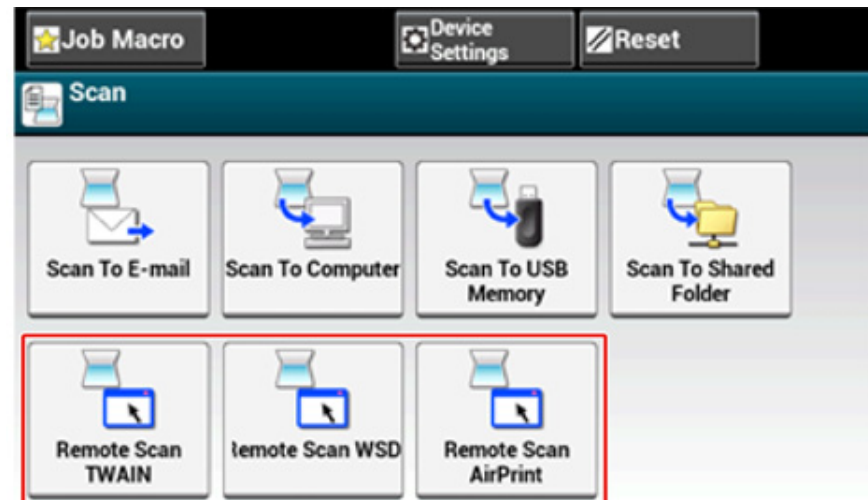 Job Macro
Device
Settings
Reset
Scan
Scan To E-mail
Scan To Computer
Scan To USB
Memory
Scan To Shared
Folder
Remote Scan
TWAIN
Remote Scan WSD
Remote Scan
AirPrint